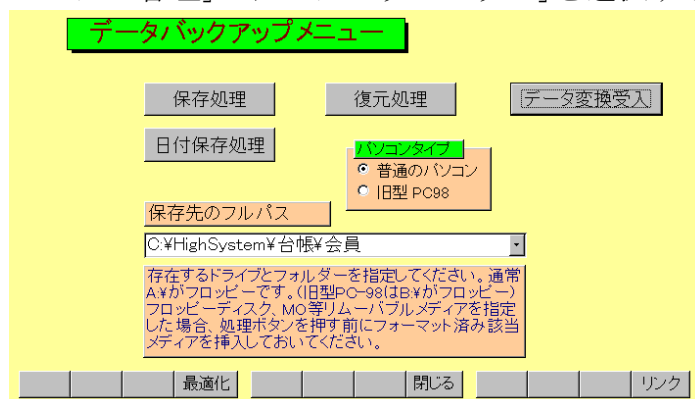 データバックアップメニュー
保存処理
復元処理
データ変換受入
日付保存処理
パソコンタイプ
普通のパソコン
旧型 PC98
保存先のフルパス
C:¥HighSystem¥台帳¥会員
存在するドライブとフォルダーを指定してください。通常
A:¥がフロッピーです。(旧型PC-98はB:¥がフロッピー)
フロッピーディスク、MO等リムーバブルメディアを指定
した場合、処理ボタンを押す前にフォーマット済み該当
メディアを挿入しておいてください。
最適化
閉じる
リンク